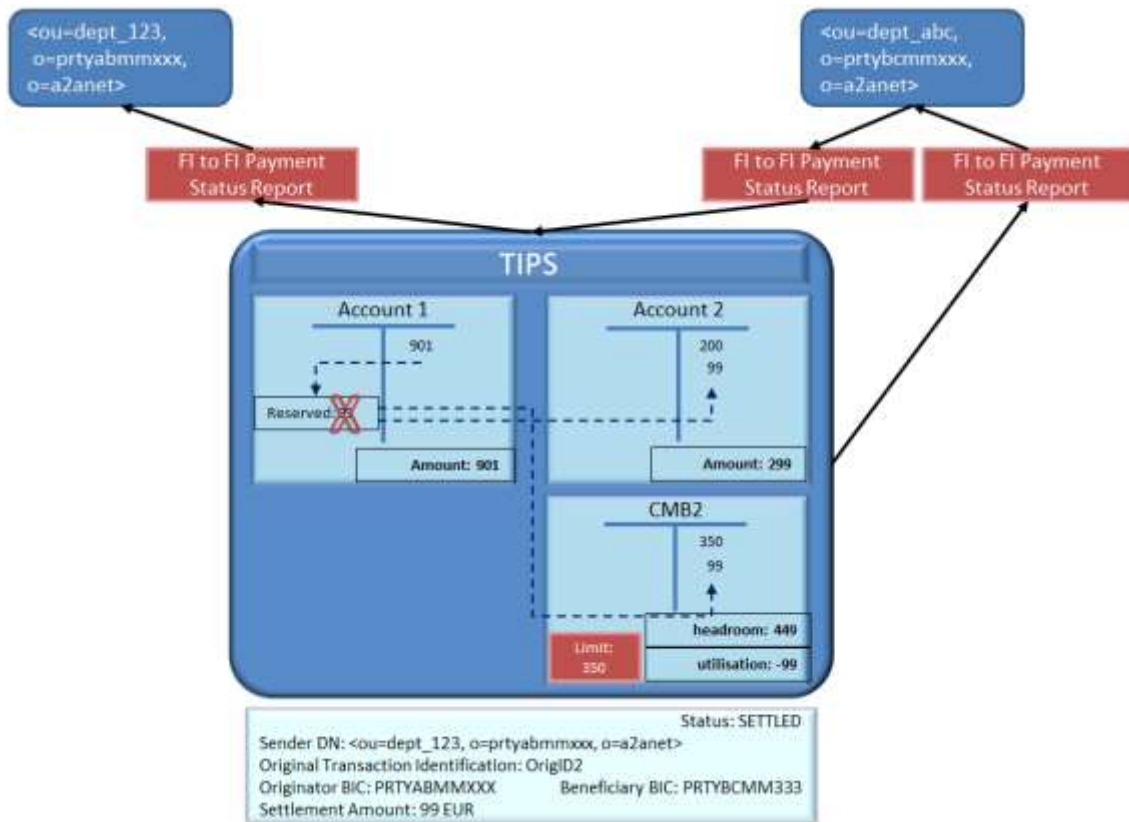 <ou=dept_123,
o=prtyabmmxxx,
o=a2anet>
<ou=dept_abc,
o=prtybcmmxxx,
o=a2anet>
FI to FI Payment
Status Report
FI to FI Payment
Status Report
FI to FI Payment
Status Report
TIPS
Account 1
901
Reserved:
Amount: 901
Account 2
200
99
Amount: 299
CMB2
350
99
headroom: 449
utilisation: -99
Limit:
350
Status: SETTLED
Sender DN: <ou=dept_123, o=prtyabmmxxx, o=a2anet>
Original Transaction Identification: OrigID2
Originator BIC: PRTYABMMXXX Beneficiary BIC: PRTYBCMM333
Settlement Amount: 99 EUR